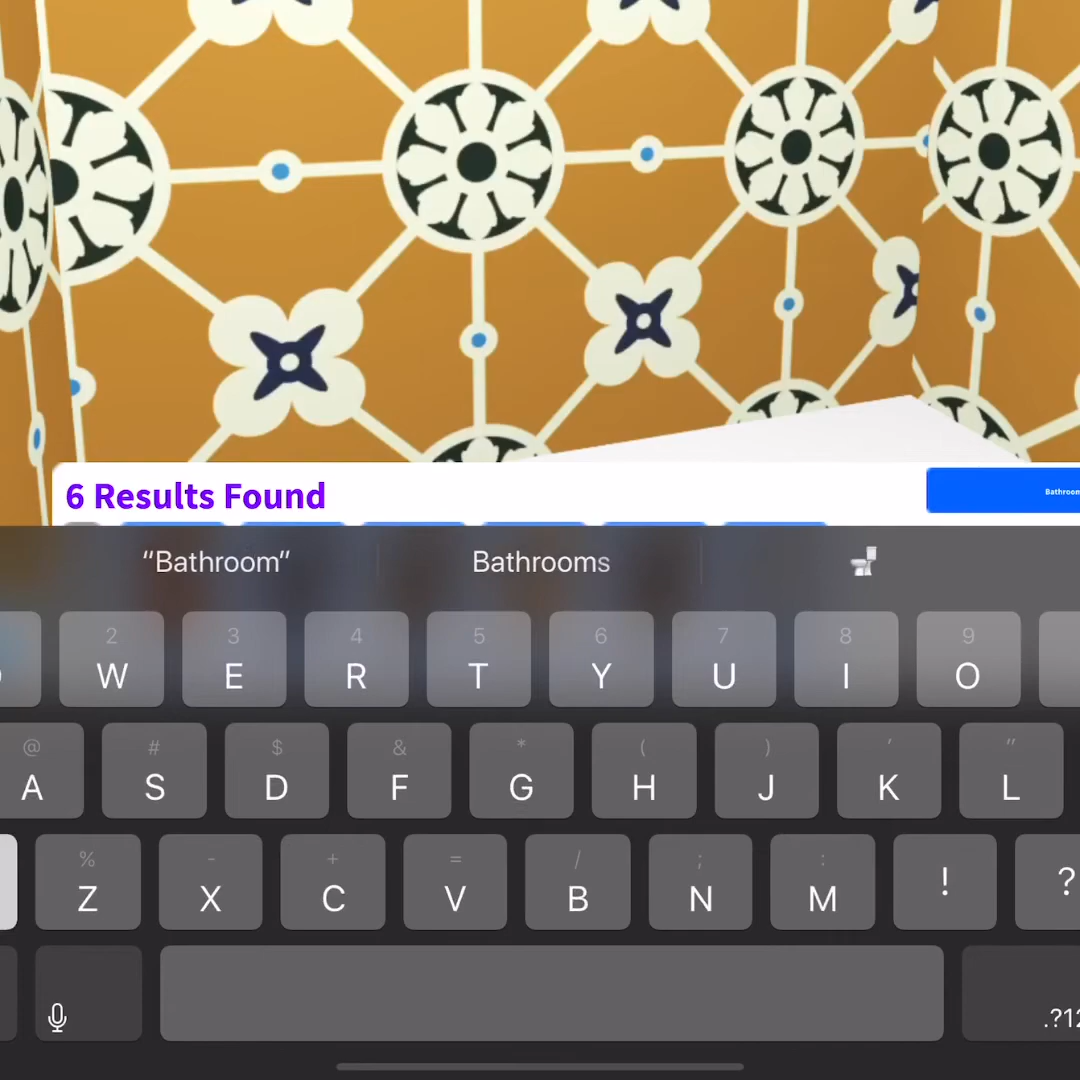 6 Results Found
Bathroom
“Bathroom” Bathrooms
2 3 4 5 6 7 8 9
W E R T Y U I O
@ # $ & * ( ) ' "
A S D F G H J K L
% - + = / ; :
Z X C V B N M ! ?
.?12